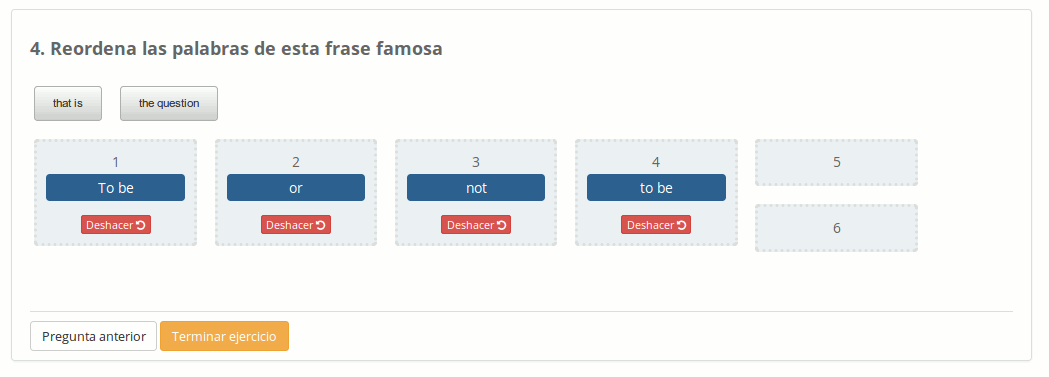 4. Reordena las palabras de esta frase famosa
that is
the question
1
To be
Deshacer
2
or
Deshacer
3
not
Deshacer
4
to be
Deshacer
5
6
Pregunta anterior
Terminar ejercicio